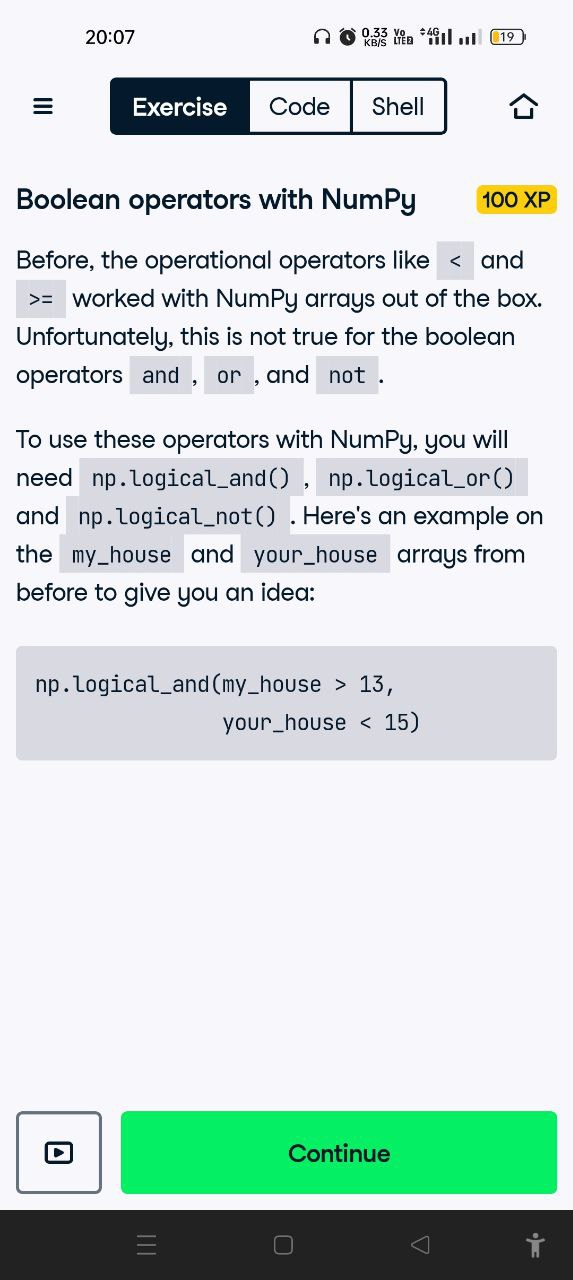 20:07
0.33 KB/S Vo LTE2 4G 19
Exercise Code Shell
Boolean operators with NumPy 100 XP
Before, the operational operators like < and
>= worked with NumPy arrays out of the box.
Unfortunately, this is not true for the boolean
operators and , or , and not .
To use these operators with NumPy, you will
need np.logical_and() , np.logical_or()
and np.logical_not() . Here's an example on
the my_house and your_house arrays from
before to give you an idea:
np.logical_and(my_house > 13,
your_house < 15)
Continue